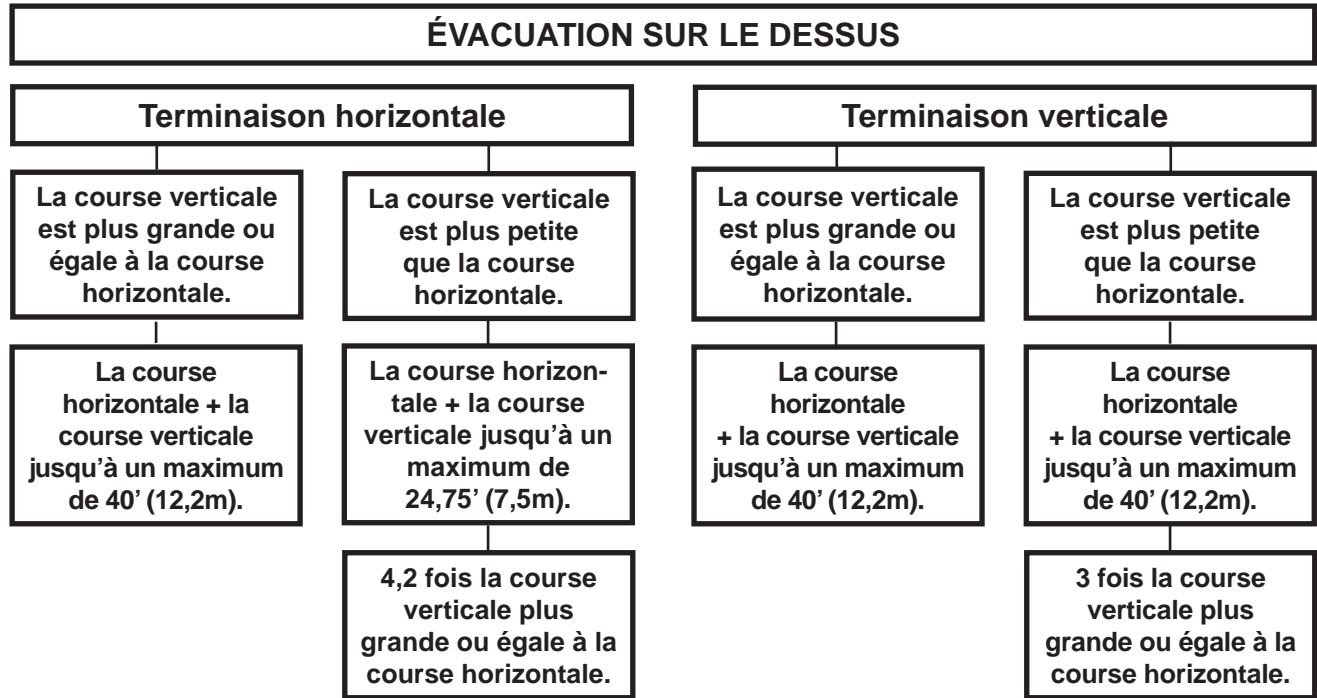 ÉVACUATION SUR LE DESSUS
Terminaison horizontale
La course verticale
est plus grande ou
égale à la course
horizontale.
La course
horizontale + la
course verticale
jusqu’à un maximum
de 40’ (12,2m).
La course verticale
est plus petite
que la course
horizontale.
La course horizon-
tale + la course
verticale jusqu’à un
maximum de
24,75’ (7,5m).
4,2 fois la course
verticale plus
grande ou égale à la
course horizontale.
Terminaison verticale
La course verticale
est plus grande ou
égale à la course
horizontale.
La course
horizontale
+ la course verticale
jusqu’à un maximum
de 40’ (12,2m).
La course verticale
est plus petite
que la course
horizontale.
La course
horizontale
+ la course verticale
jusqu’à un maximum
de 40’ (12,2m).
3 fois la course
verticale plus
grande ou égale à la
course horizontale.